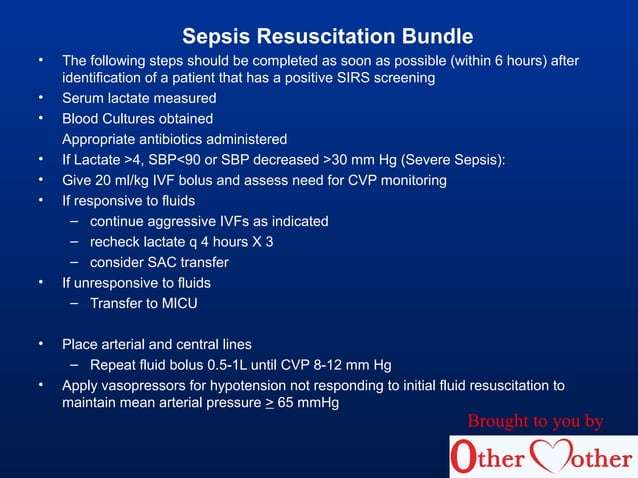 Sepsis Resuscitation Bundle
• The following steps should be completed as soon as possible (within 6 hours) after
identification of a patient that has a positive SIRS screening
• Serum lactate measured
• Blood Cultures obtained
Appropriate antibiotics administered
• If Lactate >4, SBP<90 or SBP decreased >30 mm Hg (Severe Sepsis):
• Give 20 ml/kg IVF bolus and assess need for CVP monitoring
• If responsive to fluids
– continue aggressive IVFs as indicated
– recheck lactate q 4 hours X 3
– consider SAC transfer
• If unresponsive to fluids
– Transfer to MICU
• Place arterial and central lines
– Repeat fluid bolus 0.5-1L until CVP 8-12 mm Hg
• Apply vasopressors for hypotension not responding to initial fluid resuscitation to
maintain mean arterial pressure ≥ 65 mmHg
Brought to you by
Other Mother